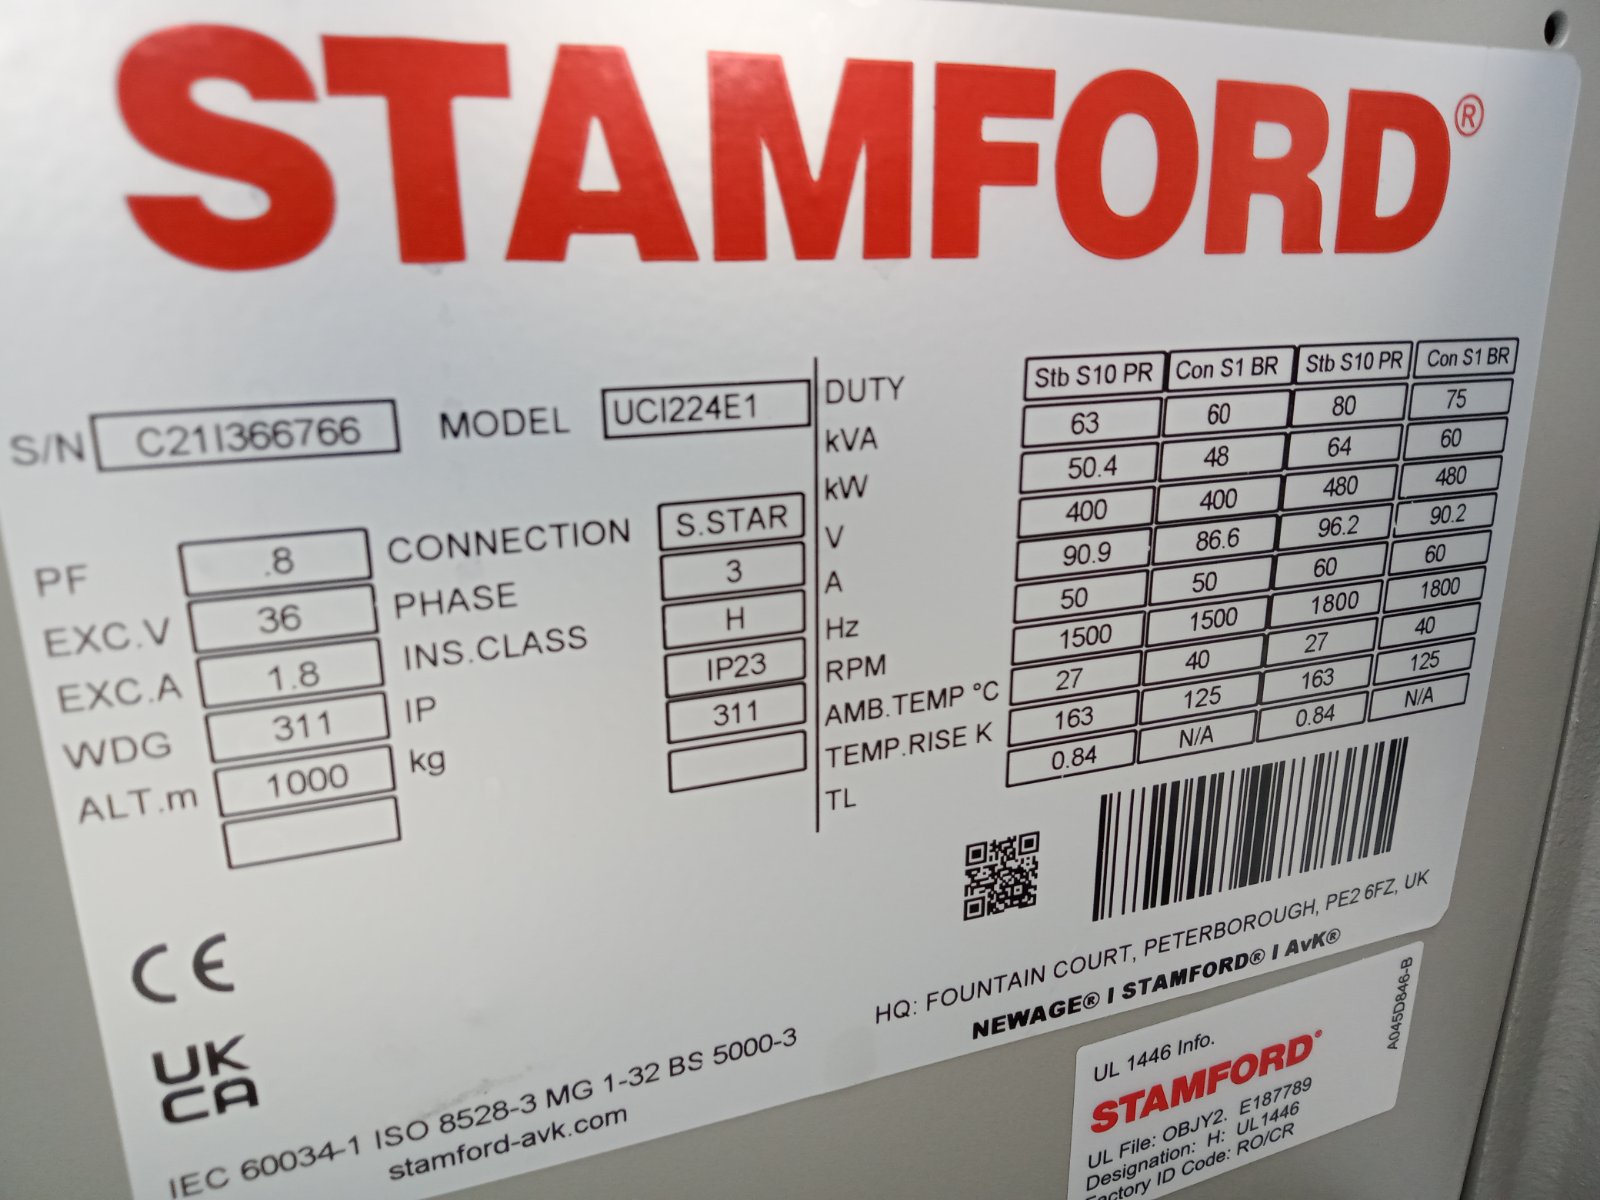 STAMFORD®
S/N C21I366766 MODEL UCI224E1
PF .8 CONNECTION S.STAR
EXC.V 36 PHASE 3
EXC.A 1.8 INS.CLASS H
WDG 311 IP IP23
ALT.m 1000 kg 311
DUTY Stb S10 PR Con S1 BR Stb S10 PR Con S1 BR
kVA 63 60 80 75
kW 50.4 48 64 60
V 400 400 480 480
A 90.9 86.6 96.2 90.2
Hz 50 50 60 60
RPM 1500 1500 1800 1800
AMB.TEMP °C 27 40 27 40
TEMP.RISE K 163 125 163 125
TL 0.84 N/A 0.84 N/A
HQ: FOUNTAIN COURT, PETERBOROUGH, PE2 6FZ, UK
NEWAGE® I STAMFORD® I AvK®
CE
UK
CA
IEC 60034-1 ISO 8528-3 MG 1-32 BS 5000-3
stamford-avk.com
A045D846-B
UL 1446 Info.
STAMFORD®
UL File: OBJY2. E187789
Designation: H: UL1446
Factory ID Code: RO/CR